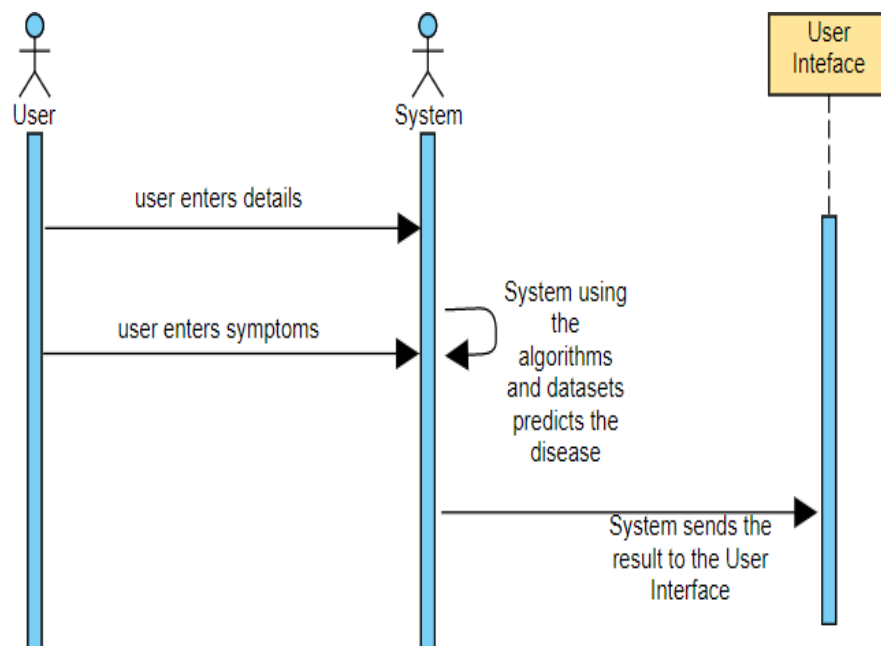 User
Inteface
User
System
user enters details
user enters symptoms
System using
the
algorithms
and datasets
predicts the
disease
System sends the
result to the User
Interface